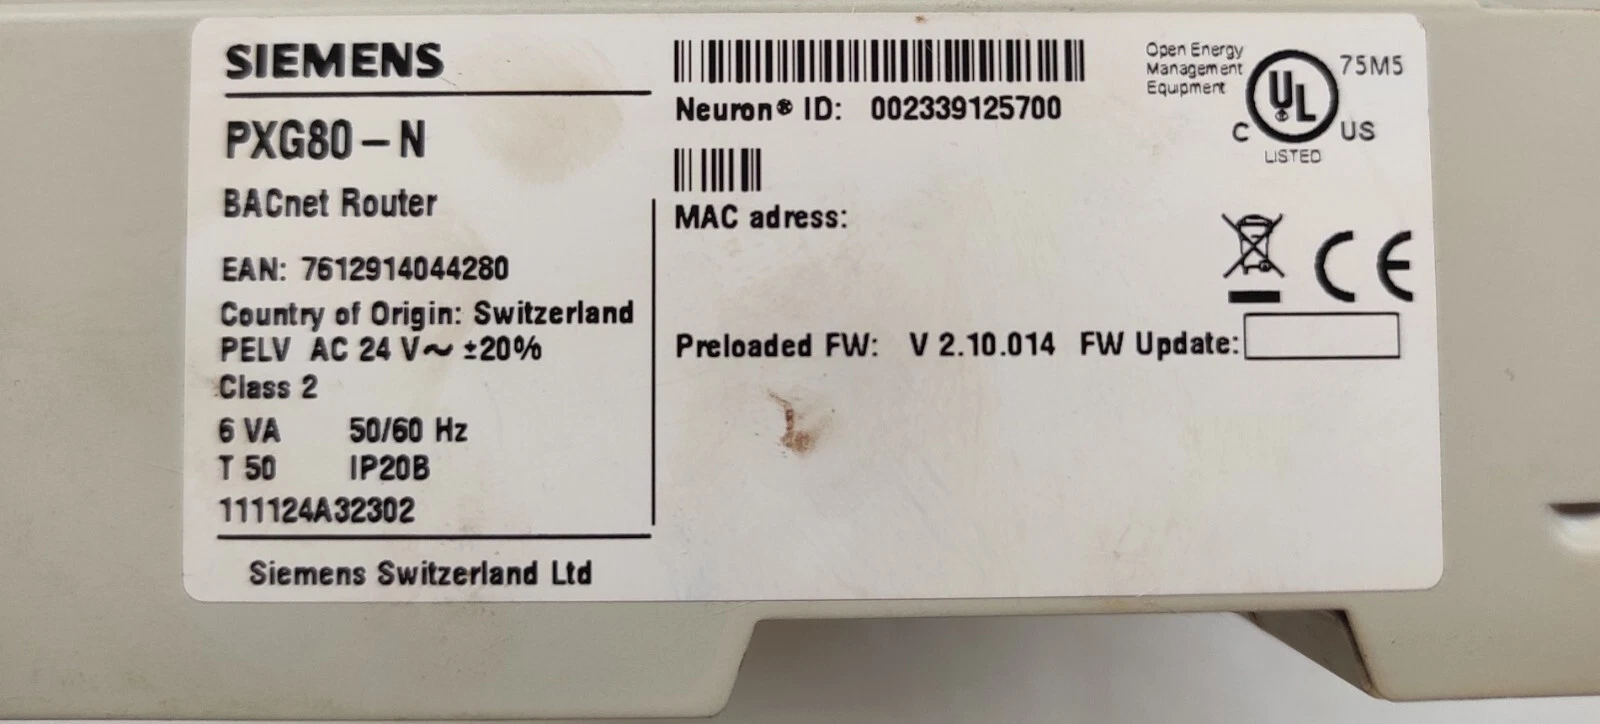 SIEMENS
PXG80-N
BACnet Router
EAN: 7612914044280
Country of Origin: Switzerland
PELV AC 24 V~ ±20%
Class 2
6 VA 50/60 Hz
T 50 IP20B
111124A32302
Siemens Switzerland Ltd
Neuron® ID: 002339125700
MAC adress:
Preloaded FW: V 2.10.014 FW Update:
Open Energy
Management
Equipment
75M5
C UL US
LISTED
CE